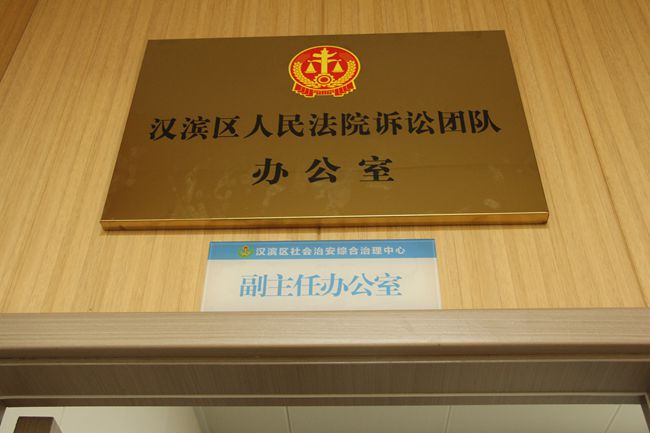 汉滨区人民法院诉讼团队
办公室
汉滨区社会治安综合治理中心
副主任办公室